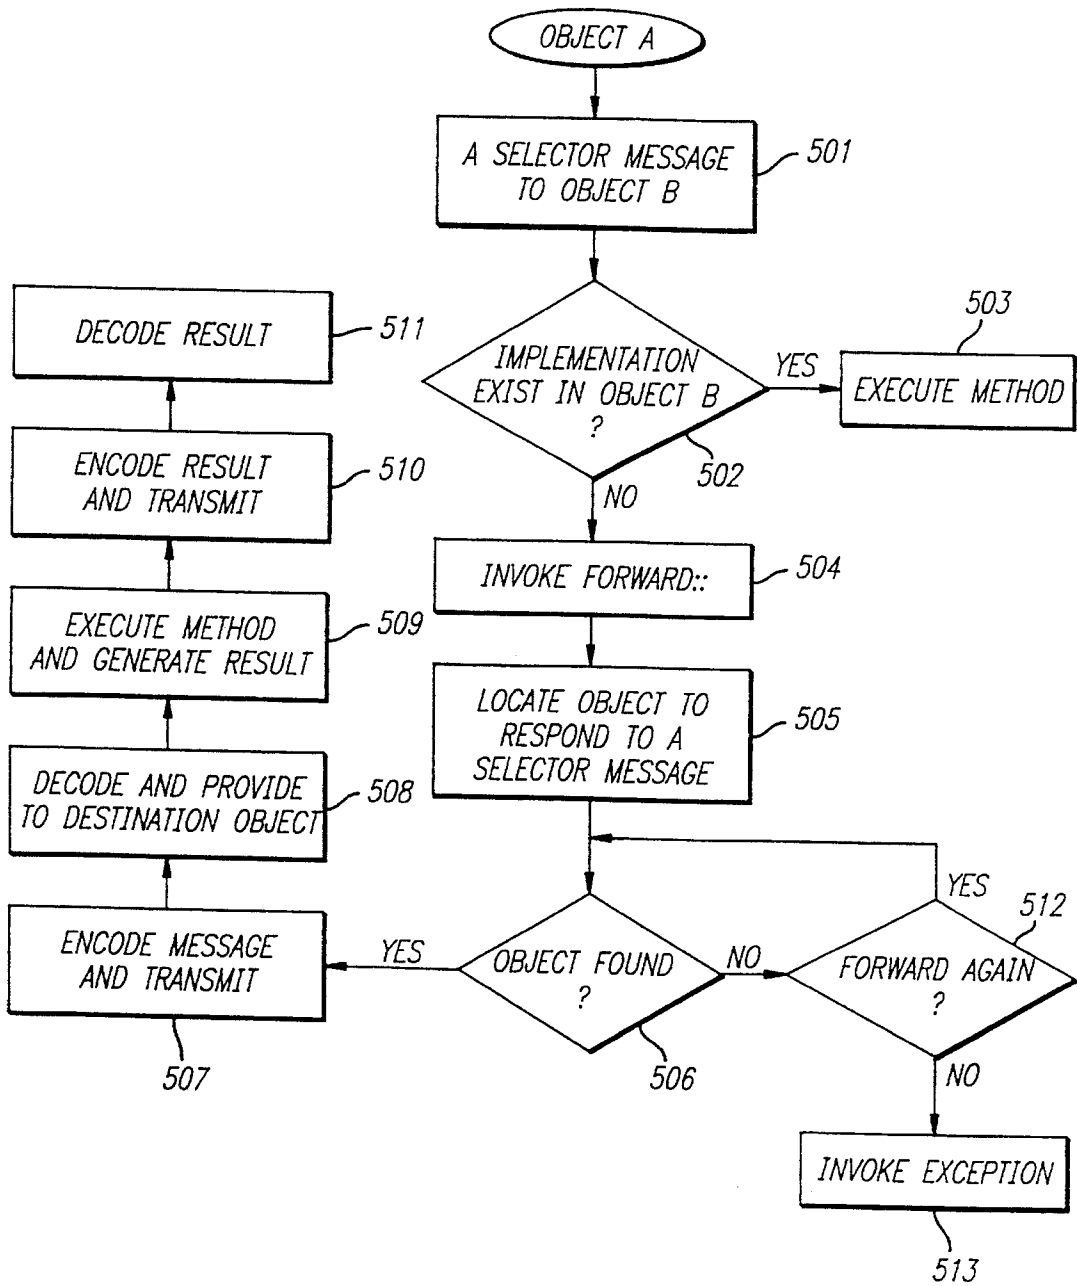 OBJECT A
A SELECTOR MESSAGE
TO OBJECT B
501
IMPLEMENTATION
EXIST IN OBJECT B
?
502
YES
EXECUTE METHOD
503
NO
INVOKE FORWARD::
504
LOCATE OBJECT TO
RESPOND TO A
SELECTOR MESSAGE
505
OBJECT FOUND
?
506
NO
FORWARD AGAIN
?
512
YES
NO
INVOKE EXCEPTION
513
YES
ENCODE MESSAGE
AND TRANSMIT
507
DECODE AND PROVIDE
TO DESTINATION OBJECT
508
EXECUTE METHOD
AND GENERATE RESULT
509
ENCODE RESULT
AND TRANSMIT
510
DECODE RESULT
511